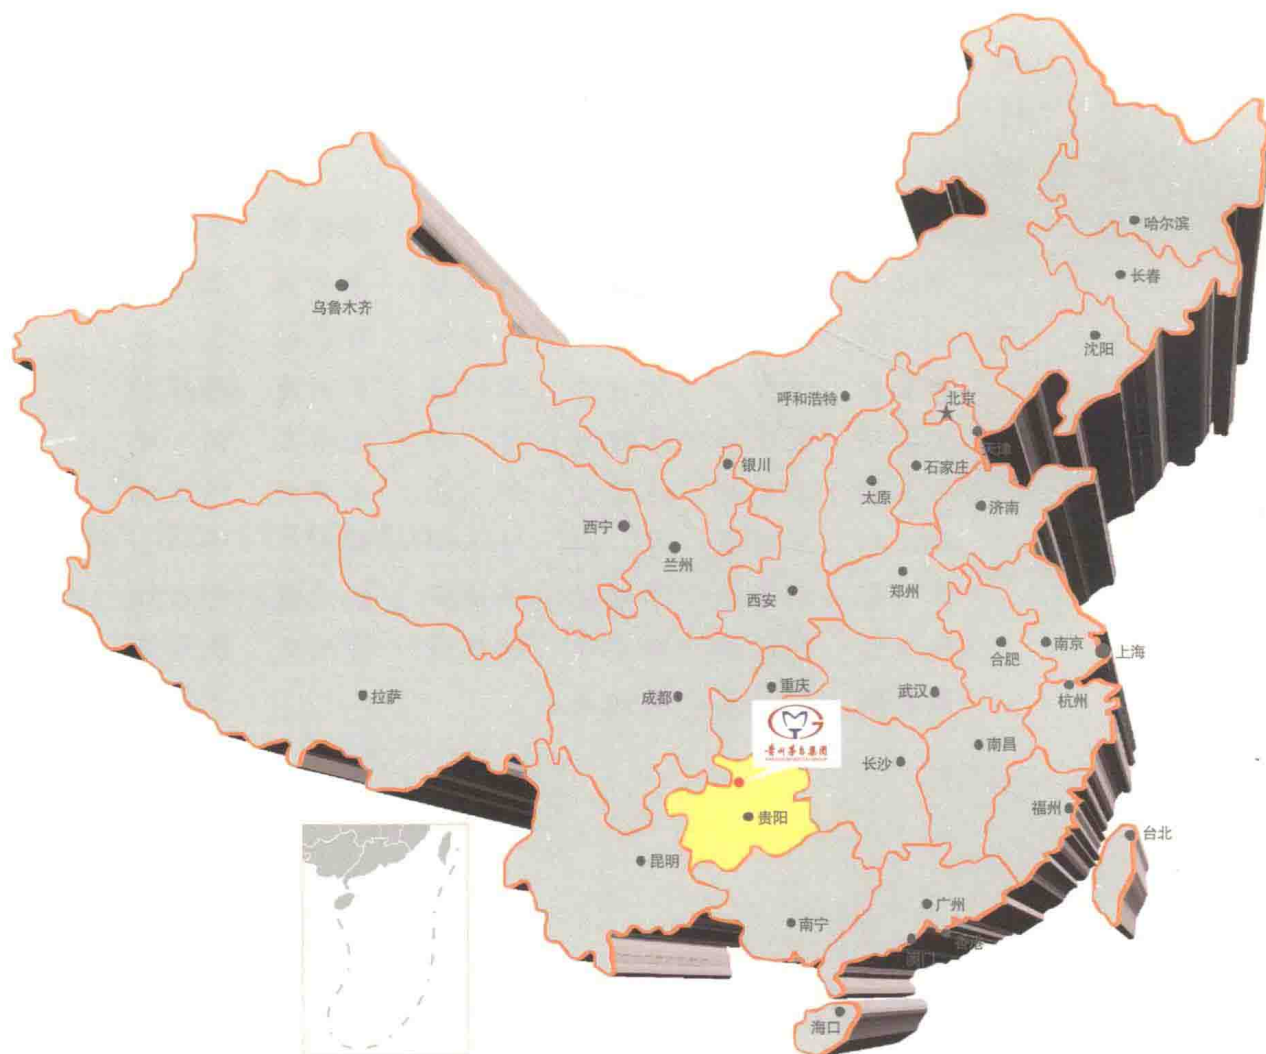 哈尔滨
长春
乌鲁木齐
沈阳
呼和浩特
北京
天津
银川
石家庄
太原
济南
西宁
兰州
郑州
西安
合肥
南京
上海
拉萨
成都
重庆
武汉
杭州
贵州茅台集团
南昌
长沙
福州
贵阳
台北
昆明
广州
南宁
香港
海口